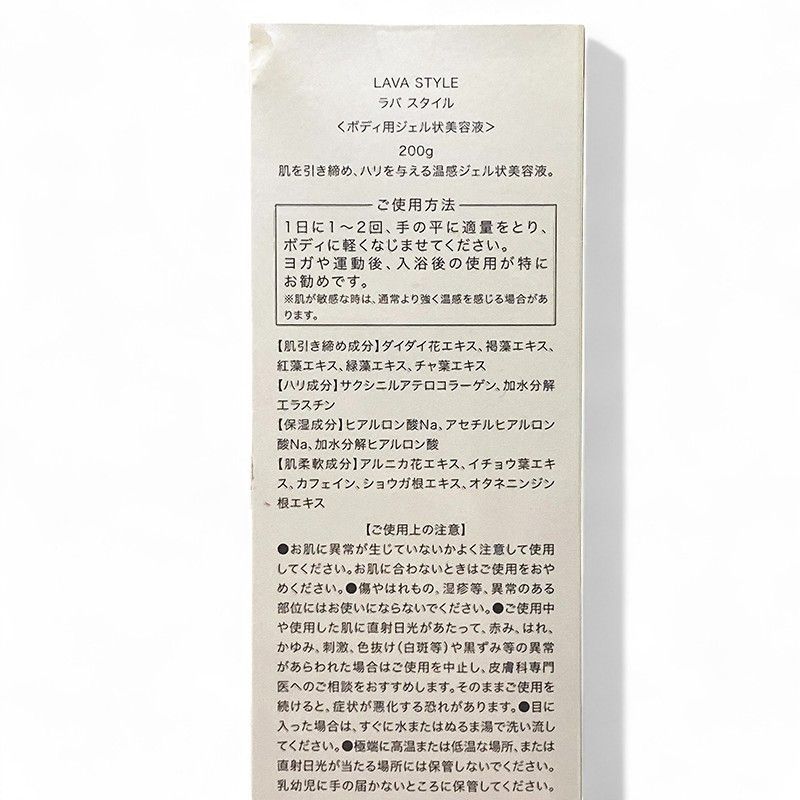 LAVA STYLE
ラバ スタイル
＜ボディ用ジェル状美容液＞
200g
肌を引き締め、ハリを与える温感ジェル状美容液。
ご使用方法
1日に1～2回、手の平に適量をとり、
ボディに軽くなじませてください。
ヨガや運動後、入浴後の使用が特に
お勧めです。
※肌が敏感な時は、通常より強く温感を感じる場合があ
ります。
【肌引き締め成分】ダイダイ花エキス、褐藻エキス、
紅藻エキス、緑藻エキス、チャ葉エキス
【ハリ成分】サクシニルアテロコラーゲン、加水分解
エラスチン
【保湿成分】ヒアルロン酸Na、アセチルヒアルロン
酸Na、加水分解ヒアルロン酸
【肌柔軟成分】アルニカ花エキス、イチョウ葉エキ
ス、カフェイン、ショウガ根エキス、オタネニンジン
根エキス
【ご使用上の注意】
●お肌に異常が生じていないかよく注意して使用
してください。お肌に合わないときはご使用をおや
めください。●傷やはれもの、湿疹等、異常のある
部位にはお使いにならないでください。●ご使用中
や使用した肌に直射日光があたって、赤み、はれ、
かゆみ、刺激、色抜け(白斑等)や黒ずみ等の異常
があらわれた場合はご使用を中止し、皮膚科専門
医へのご相談をおすすめします。そのままご使用を
続けると、症状が悪化する恐れがあります。●目に
入った場合は、すぐに水またはぬるま湯で洗い流し
てください。●極端に高温または低温な場所、または
直射日光が当たる場所には保管しないでください。
乳幼児に手の届かないところに保管してください。